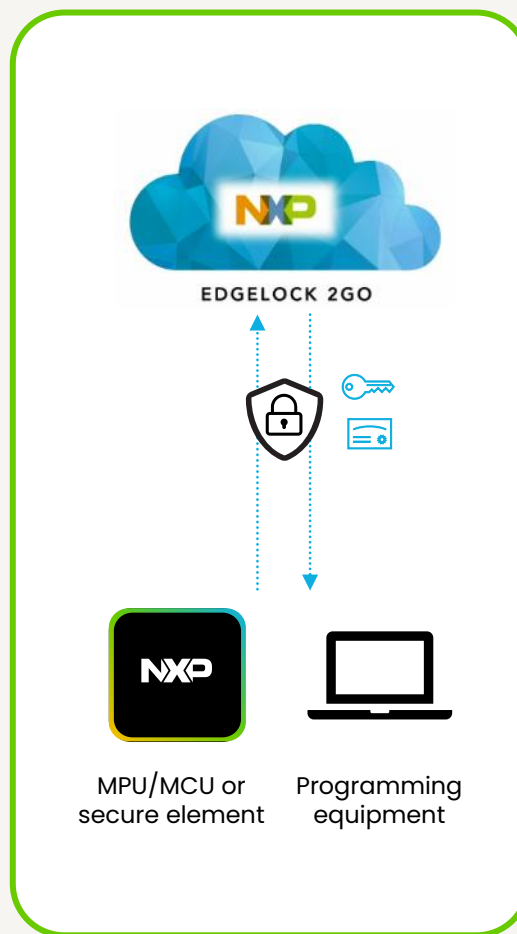 NXP
EDGELOCK 2GO
NXP
MPU/MCU or
secure element
Programming
equipment